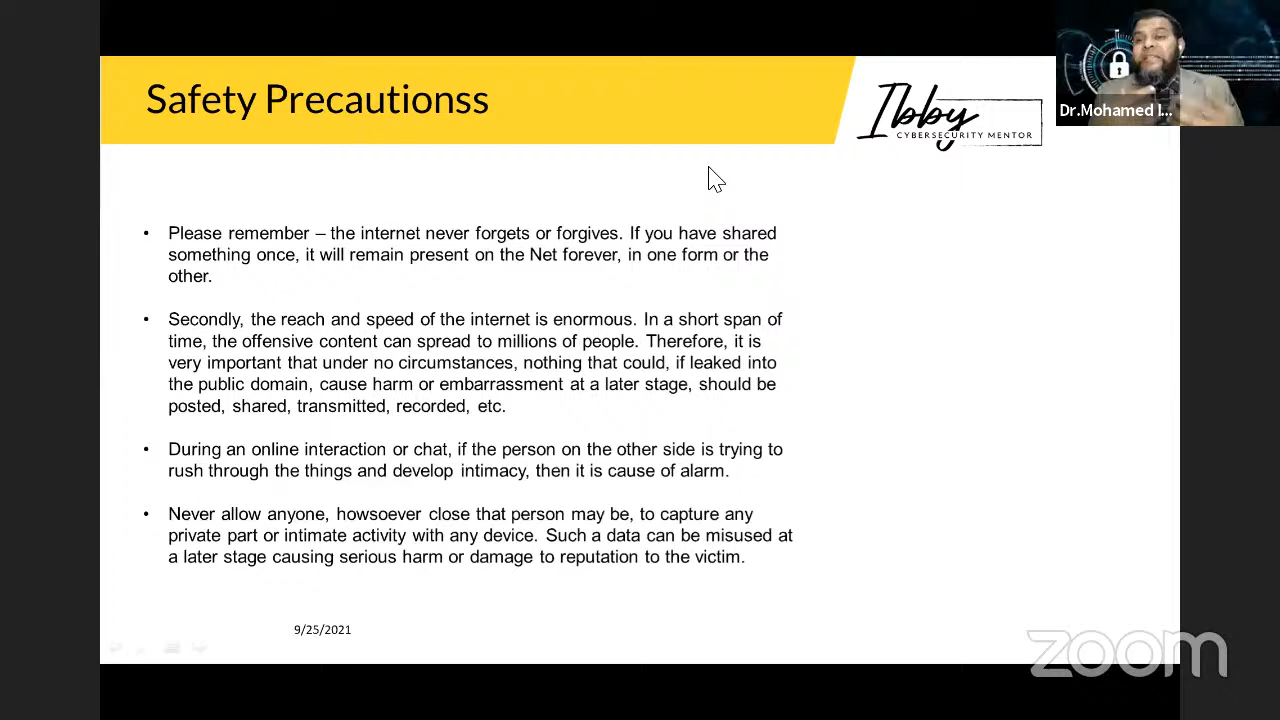 Safety Precautionss
Ibby
CYBERSECURITY MENTOR
Dr.Mohamed I...
• Please remember – the internet never forgets or forgives. If you have shared
something once, it will remain present on the Net forever, in one form or the
other.
• Secondly, the reach and speed of the internet is enormous. In a short span of
time, the offensive content can spread to millions of people. Therefore, it is
very important that under no circumstances, nothing that could, if leaked into
the public domain, cause harm or embarrassment at a later stage, should be
posted, shared, transmitted, recorded, etc.
• During an online interaction or chat, if the person on the other side is trying to
rush through the things and develop intimacy, then it is cause of alarm.
• Never allow anyone, howsoever close that person may be, to capture any
private part or intimate activity with any device. Such a data can be misused at
a later stage causing serious harm or damage to reputation to the victim.
9/25/2021
zoom